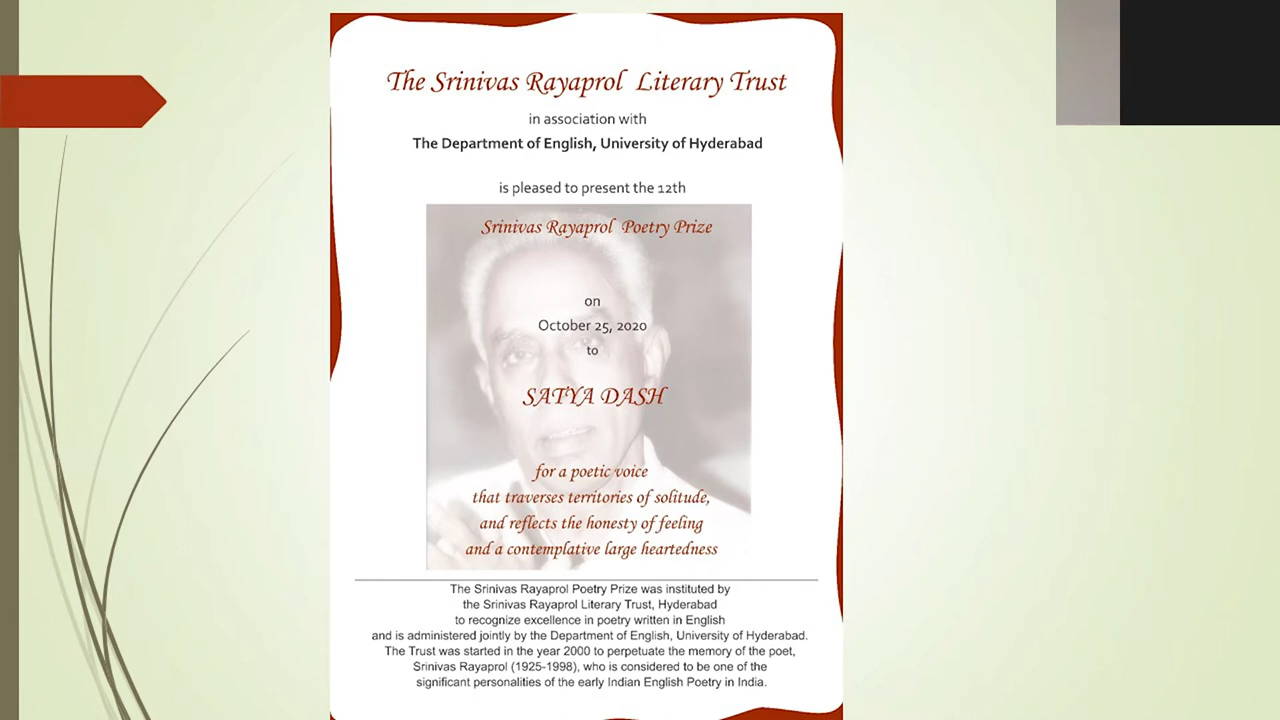 The Srinivas Rayaprol Literary Trust
in association with
The Department of English, University of Hyderabad
is pleased to present the 12th
Srinivas Rayaprol Poetry Prize
on
October 25, 2020
to
SATYA DASH
for a poetic voice
that traverses territories of solitude,
and reflects the honesty of feeling
and a contemplative large heartedness
The Srinivas Rayaprol Poetry Prize was instituted by
the Srinivas Rayaprol Literary Trust, Hyderabad
to recognize excellence in poetry written in English
and is administered jointly by the Department of English, University of Hyderabad.
The Trust was started in the year 2000 to perpetuate the memory of the poet,
Srinivas Rayaprol (1925-1998), who is considered to be one of the
significant personalities of the early Indian English Poetry in India.